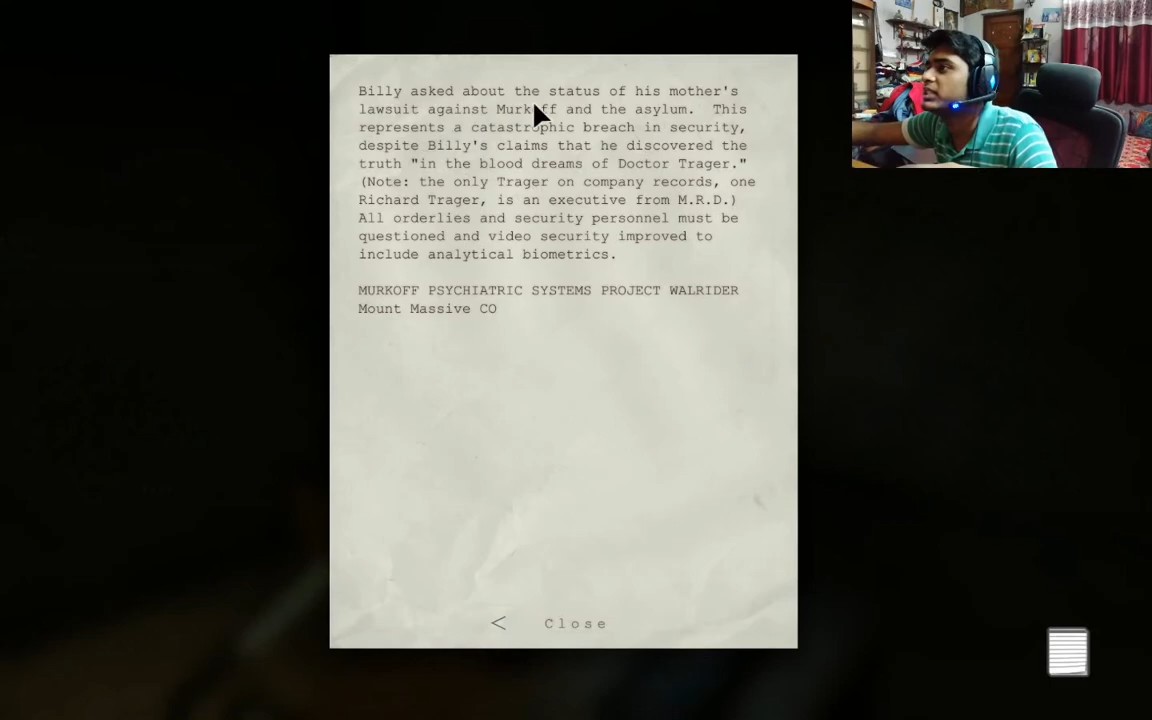 Billy asked about the status of his mother's
lawsuit against Murkoff and the asylum.  This
represents a catastrophic breach in security,
despite Billy's claims that he discovered the
truth "in the blood dreams of Doctor Trager."
(Note: the only Trager on company records, one
Richard Trager, is an executive from M.R.D.)
All orderlies and security personnel must be
questioned and video security improved to
include analytical biometrics.
MURKOFF PSYCHIATRIC SYSTEMS PROJECT WALRIDER
Mount Massive CO
< Close